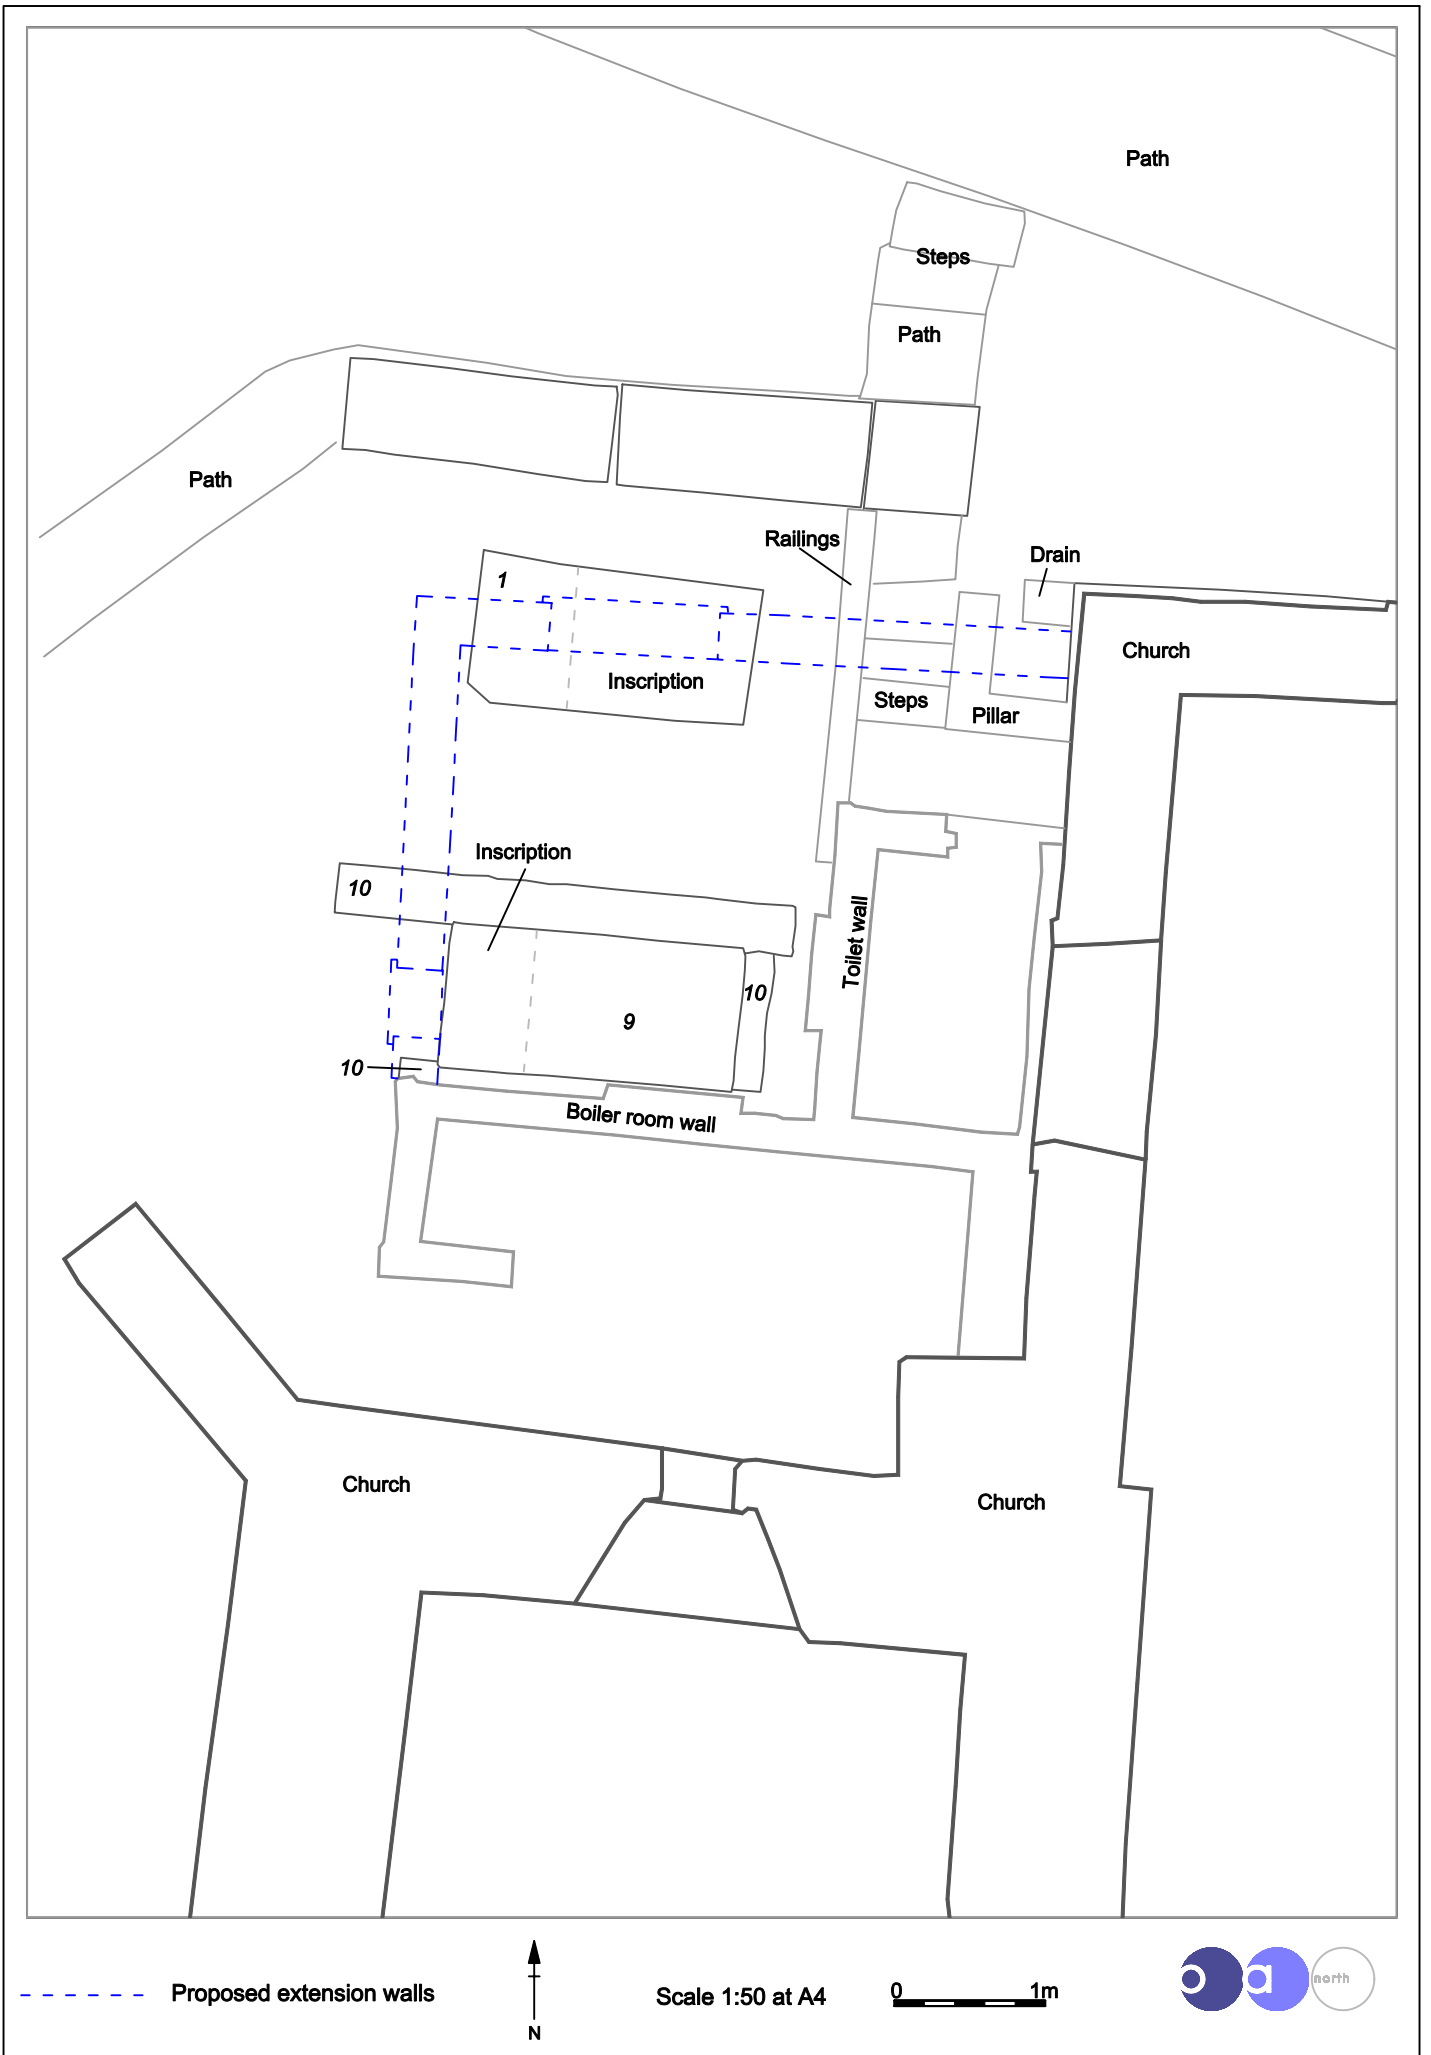 Path
Steps
Path
Path
Railings
Drain
1
Church
Inscription
Steps
Pillar
Inscription
10
Toilet wall
10
9
10
Boiler room wall
Church
Church
Proposed extension walls
N
Scale 1:50 at A4
0 1m
o a north